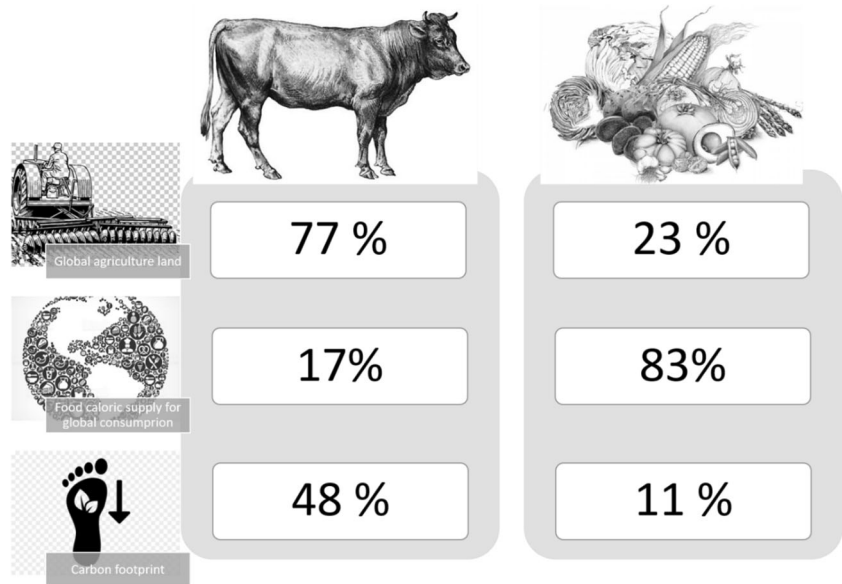 Global agriculture land
77 %
23 %
Food caloric supply for
global consumprion
17%
83%
Carbon footprint
48 %
11 %